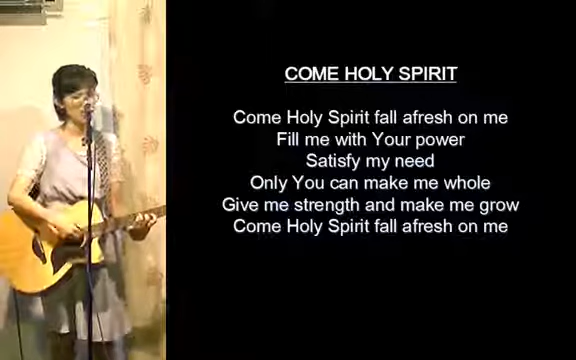 COME HOLY SPIRIT
Come Holy Spirit fall afresh on me
Fill me with Your power
Satisfy my need
Only You can make me whole
Give me strength and make me grow
Come Holy Spirit fall afresh on me